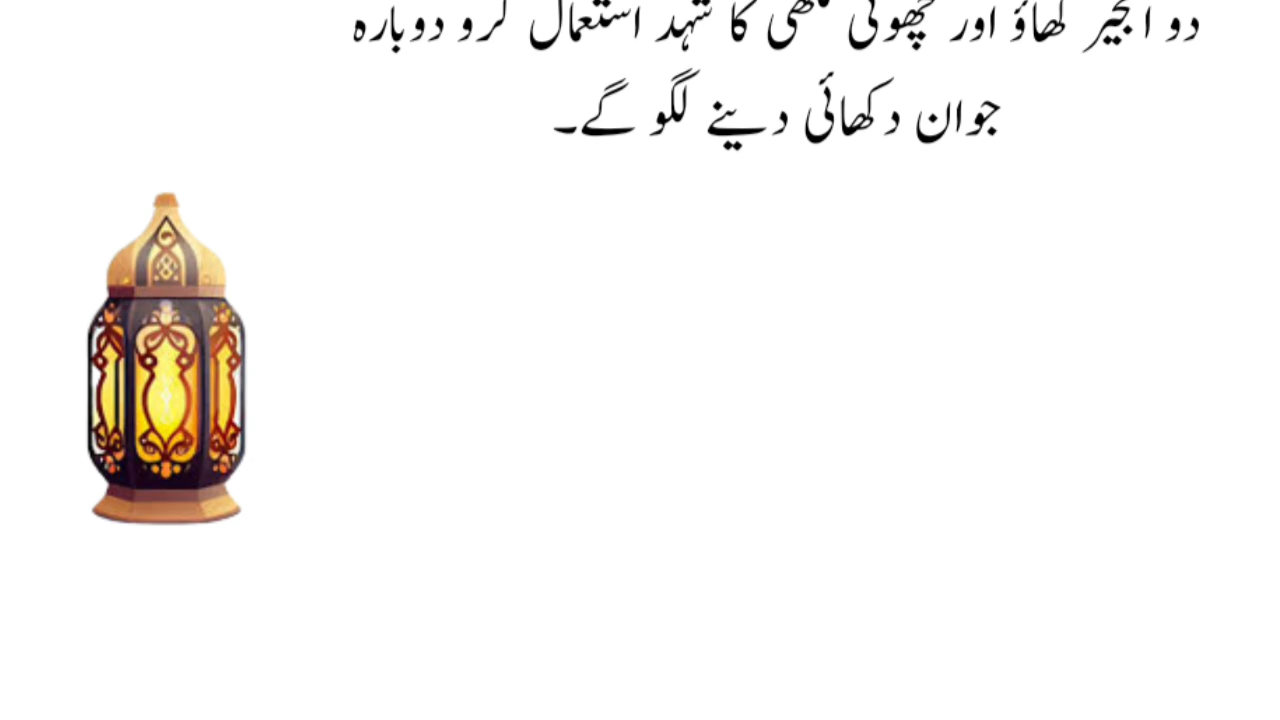 دو انجیر کھاؤ اور چھوٹی مکھی کا شہد استعمال کرو دوبارہ
جوان دکھائی دینے لگو گے۔